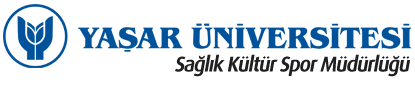 YAŞAR ÜNİVERSİTESİ
Sağlık Kültür Spor Müdürlüğü